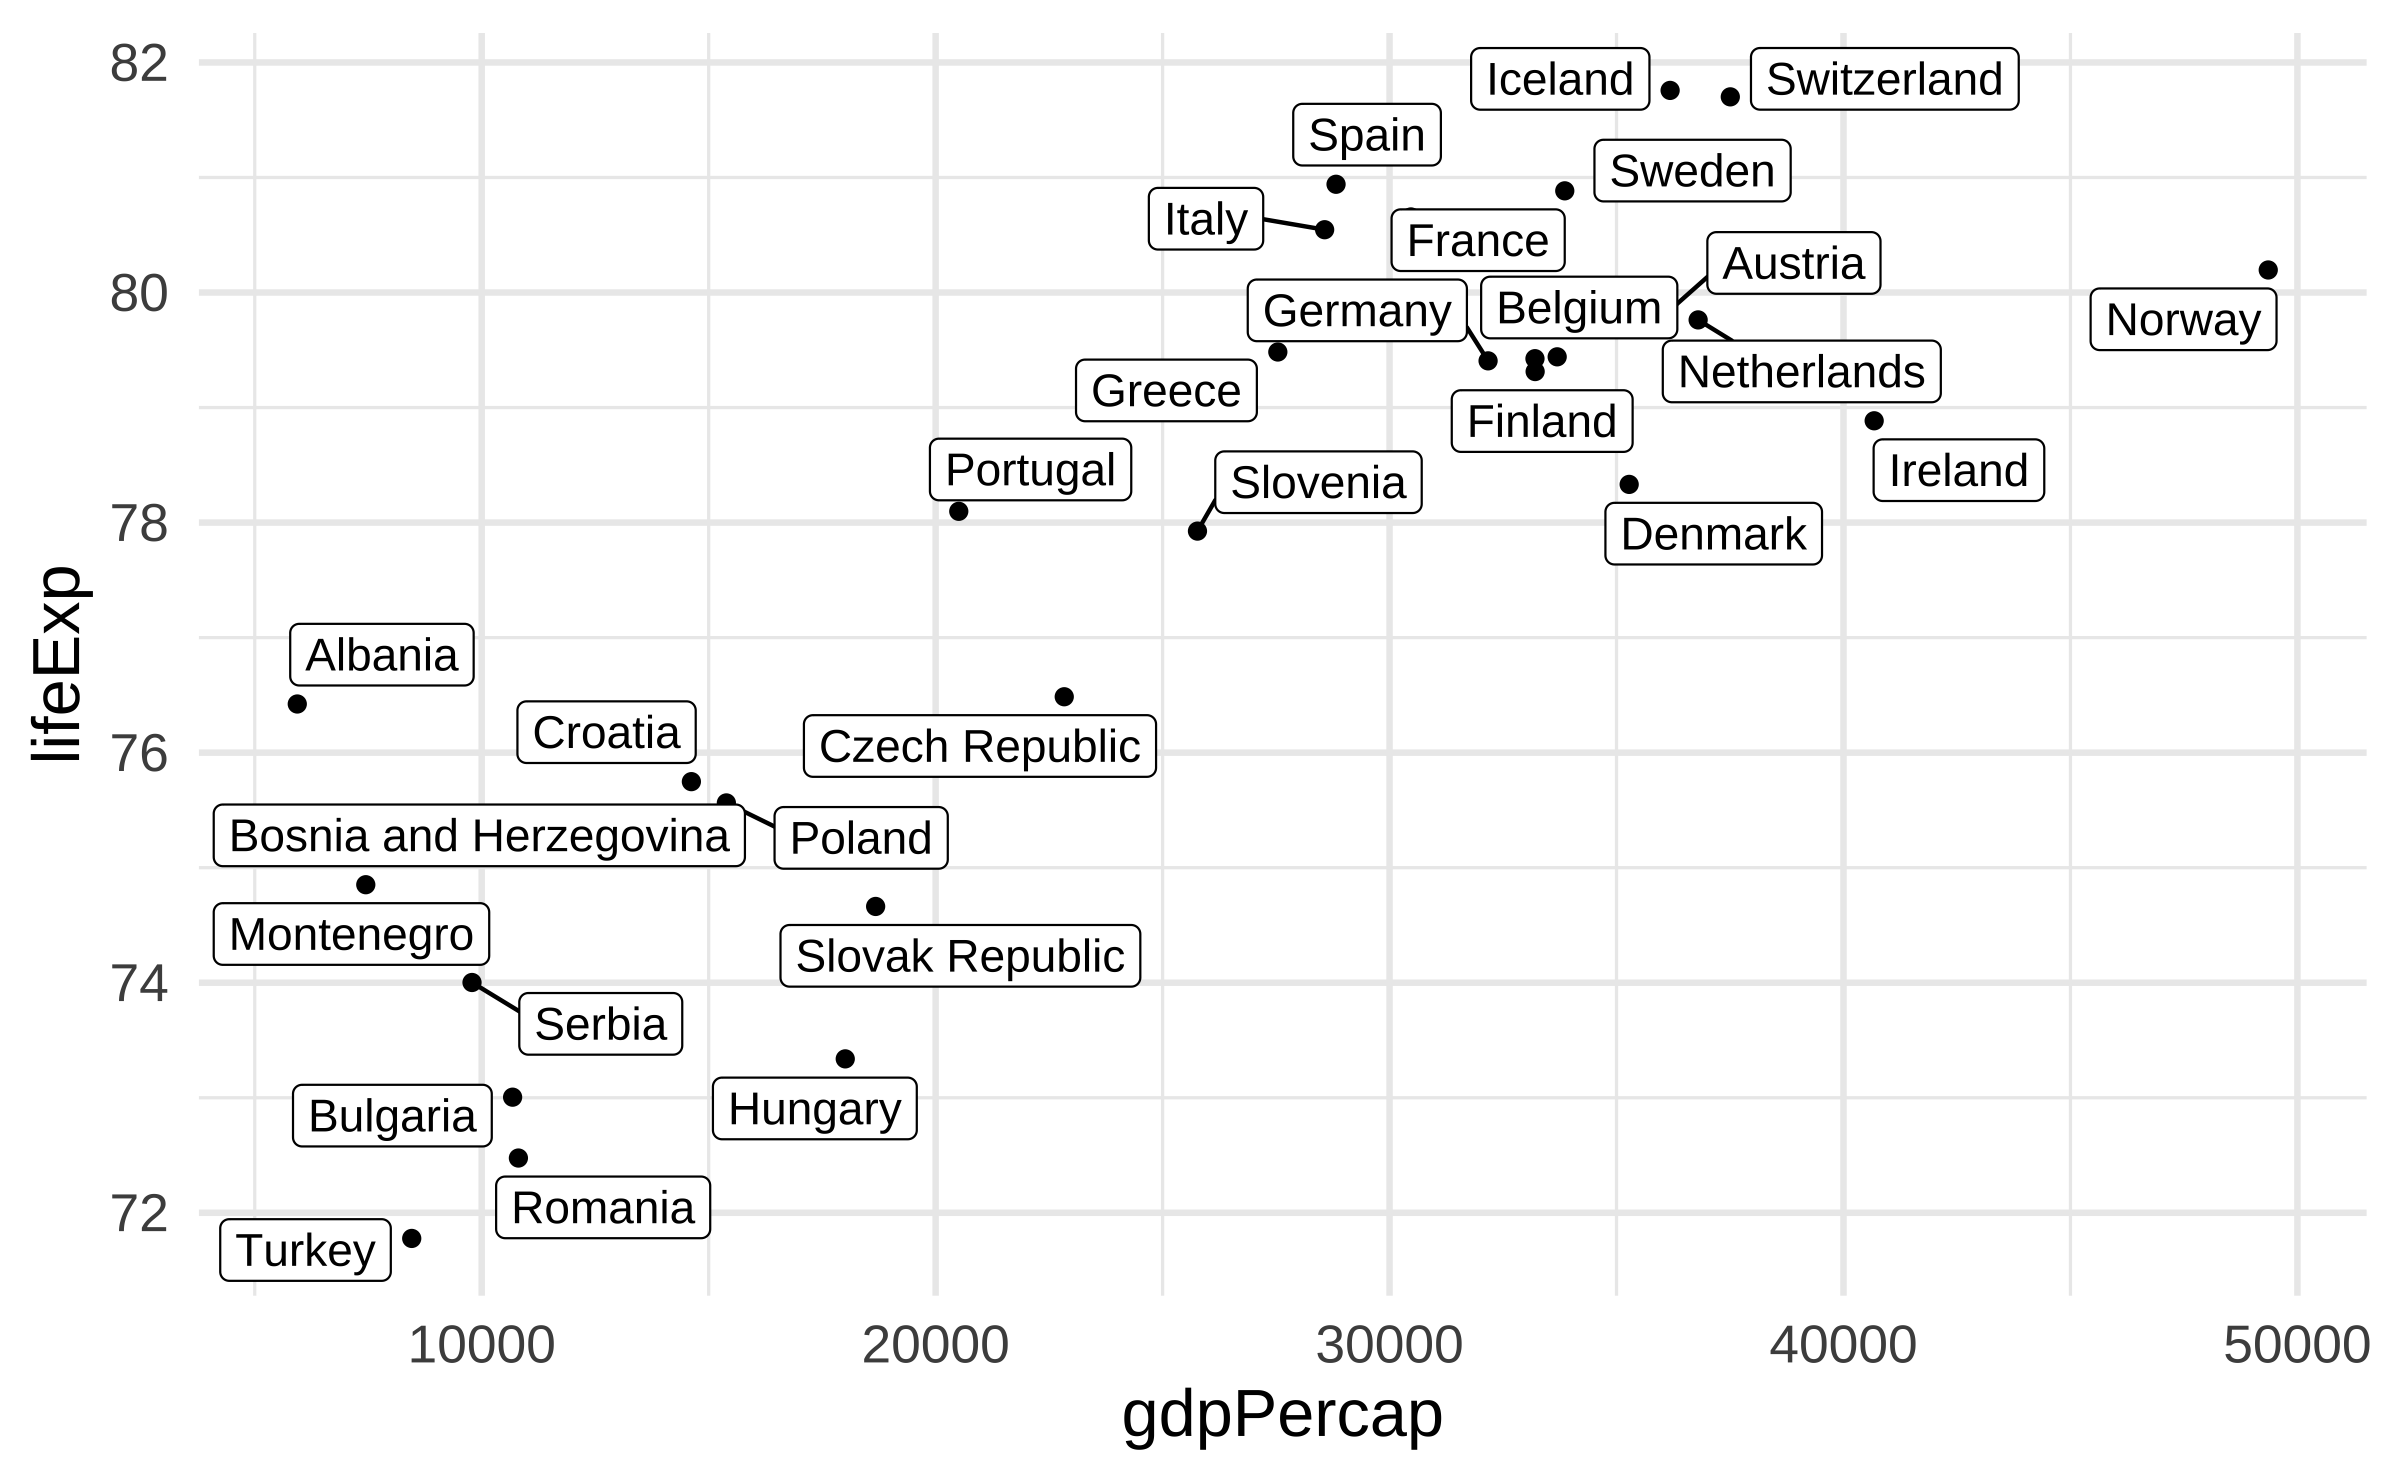 82
Iceland
Switzerland
Spain
Sweden
Italy
France
Austria
80
Germany
Belgium
Norway
Greece
Netherlands
Finland
Portugal
Slovenia
Ireland
78
Denmark
lifeExp
Albania
Croatia
76
Czech Republic
Bosnia and Herzegovina
Poland
Montenegro
Slovak Republic
74
Serbia
Bulgaria
Hungary
72
Romania
Turkey
10000
20000
30000
40000
50000
gdpPercap